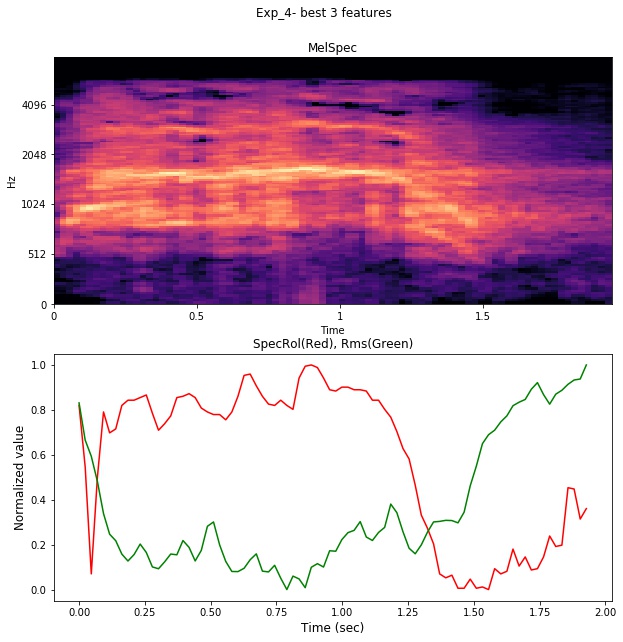 Exp_4- best 3 features
MelSpec
4096
2048
1024
512
0
Hz
0 0.5 1 1.5
Time
SpecRol(Red), Rms(Green)
1.0
0.8
0.6
0.4
0.2
0.0
Normalized value
0.00 0.25 0.50 0.75 1.00 1.25 1.50 1.75 2.00
Time (sec)